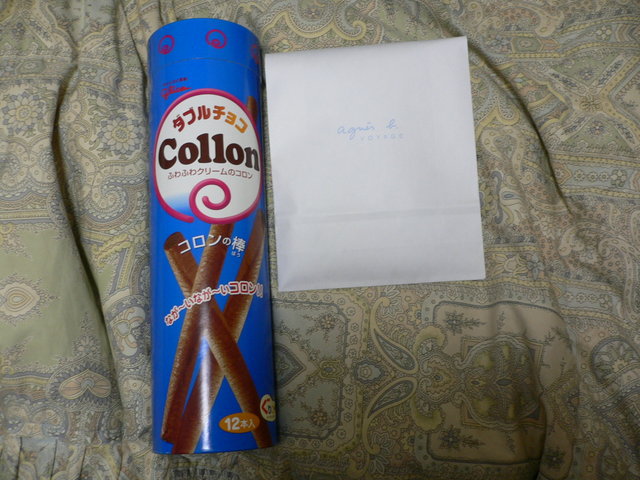 Glico
ダブルチョコ
Collon
ふわふわクリームのコロン
コロンの棒
ぼう
なが〜いなが〜いコロン!!
12本入
agnès b.
VOYAGE